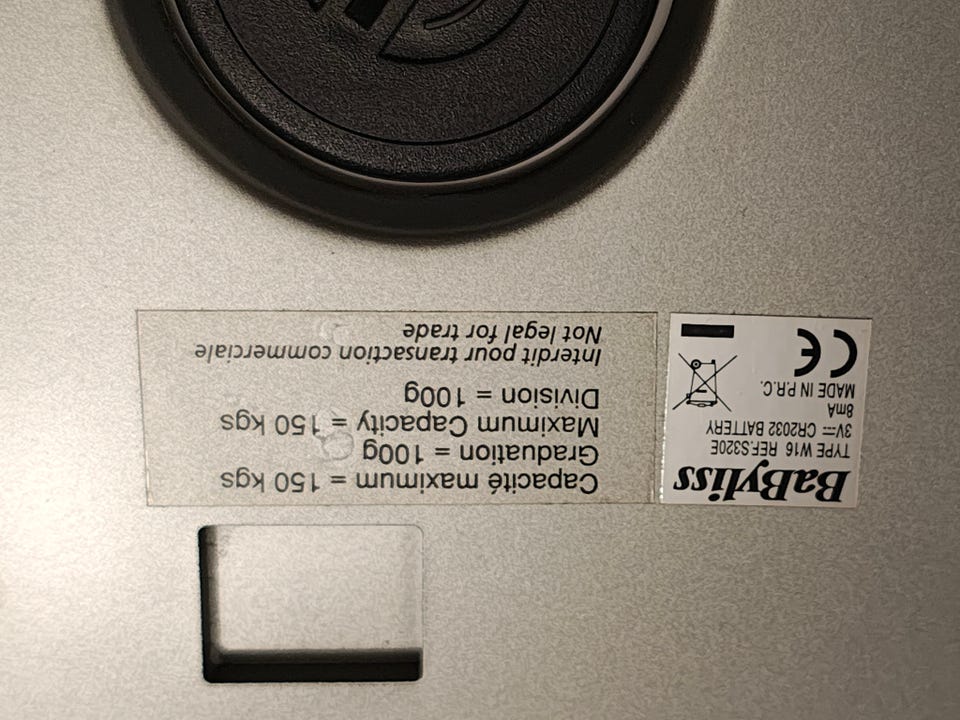 BaByliss
TYPE W16 REF.S320E
3V⎓ CR2032 BATTERY
8mA
MADE IN P.R.C.
CE
Capacité maximum = 150 kgs
Graduation = 100g
Maximum Capacity = 150 kgs
Division = 100g
Interdit pour transaction commerciale
Not legal for trade